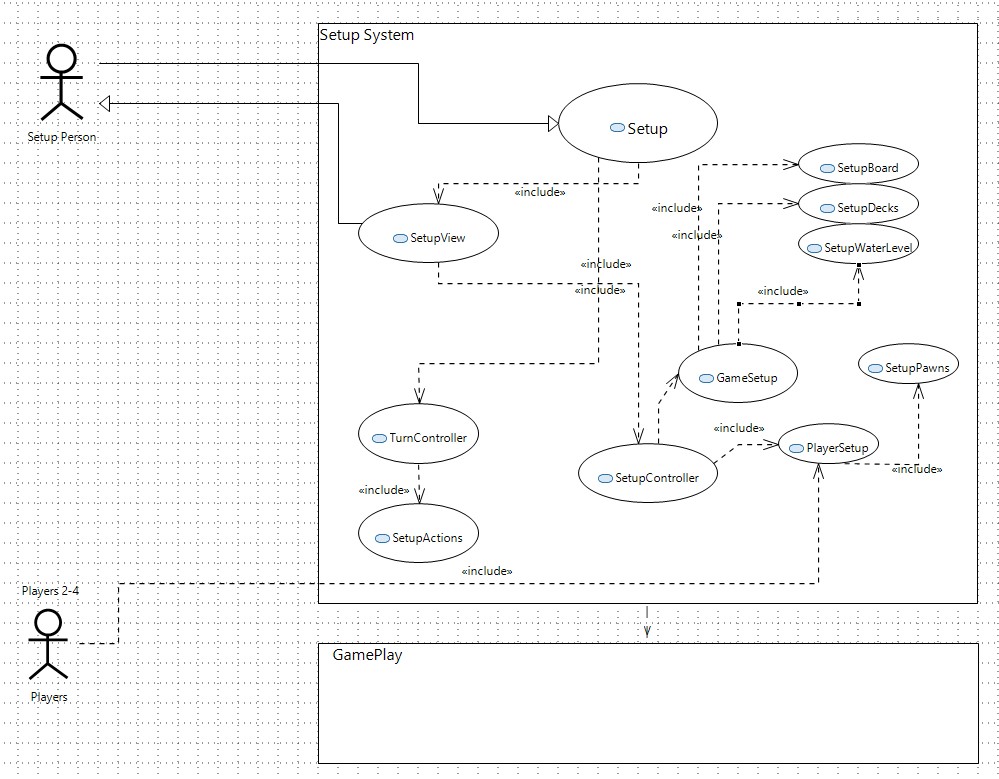 Setup System
Setup Person
Setup
SetupBoard
«include»
«include»
SetupDecks
«include»
SetupView
SetupWaterLevel
«include»
«include»
«include»
GameSetup
SetupPawns
«include»
TurnController
PlayerSetup
«include»
SetupController
«include»
SetupActions
«include»
Players 2-4
GamePlay
Players